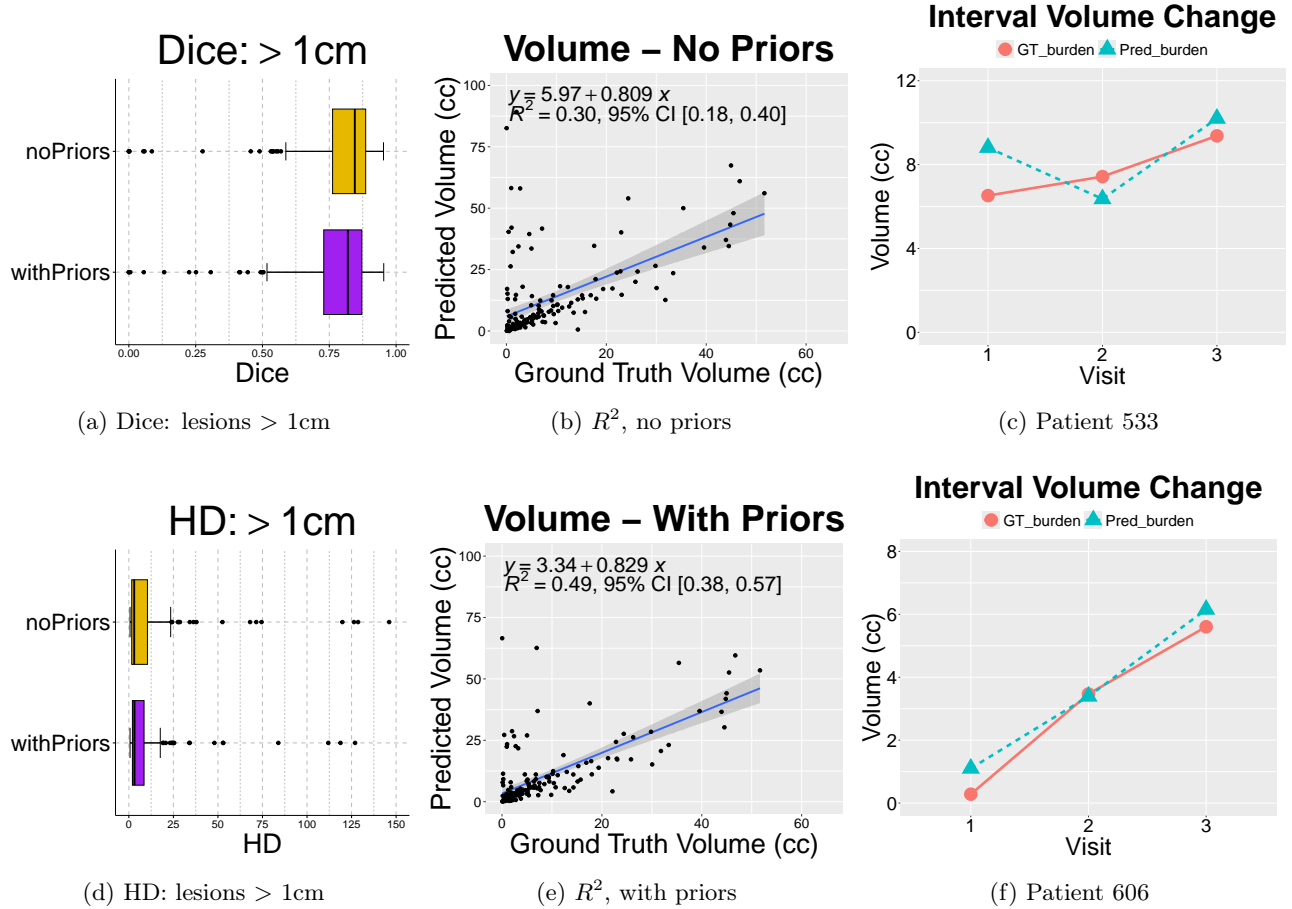 Dice: > 1cm
noPriors
withPriors
0.00 0.25 0.50 0.75 1.00
Dice
(a) Dice: lesions > 1cm
Volume – No Priors
y = 5.97 + 0.809 x
R² = 0.30, 95% CI [0.18, 0.40]
Predicted Volume (cc)
100
75
50
25
0
0 20 40 60
Ground Truth Volume (cc)
(b) R², no priors
Interval Volume Change
GT_burden Pred_burden
Volume (cc)
12
8
4
0
1 2 3
Visit
(c) Patient 533
HD: > 1cm
noPriors
withPriors
0 25 50 75 100 125 150
HD
(d) HD: lesions > 1cm
Volume – With Priors
y = 3.34 + 0.829 x
R² = 0.49, 95% CI [0.38, 0.57]
Predicted Volume (cc)
100
75
50
25
0
0 20 40 60
Ground Truth Volume (cc)
(e) R², with priors
Interval Volume Change
GT_burden Pred_burden
Volume (cc)
8
6
4
2
0
1 2 3
Visit
(f) Patient 606